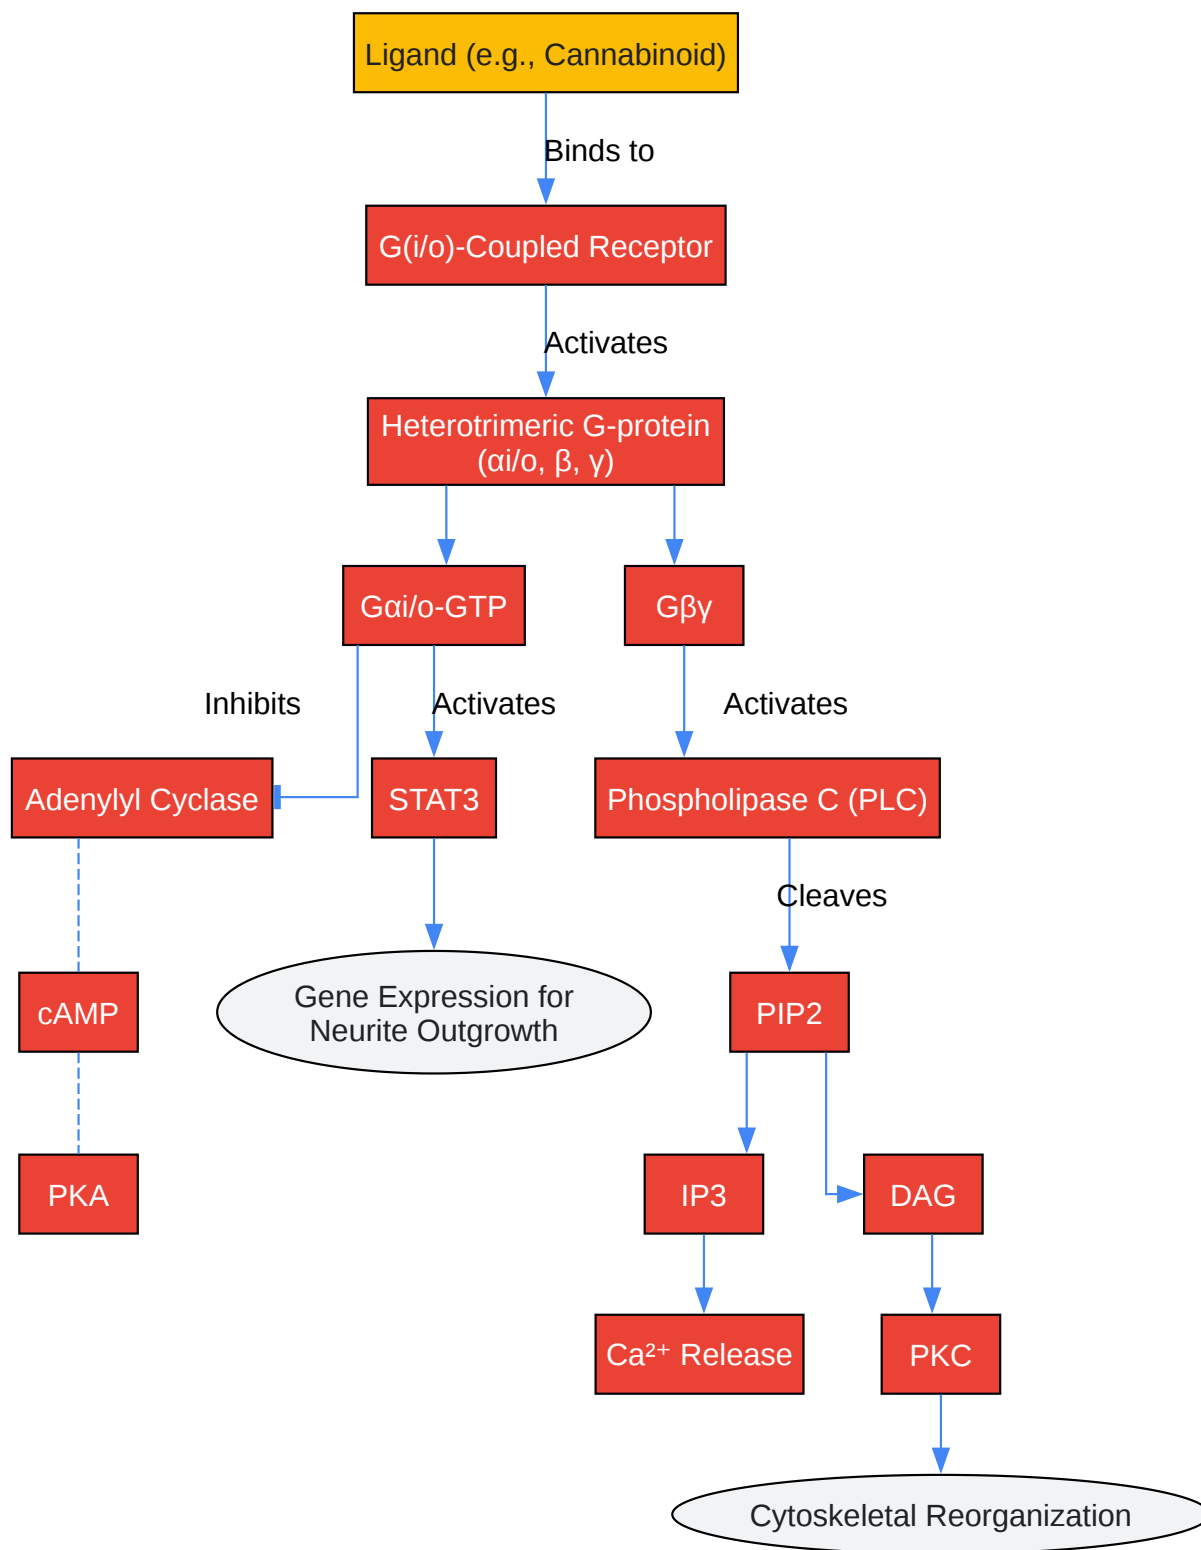 Ligand (e.g., Cannabinoid)
Binds to
G(i/o)-Coupled Receptor
Activates
Heterotrimeric G-protein
(αi/o, β, γ)
Gαi/o-GTP
Gβγ
Inhibits
Activates
Activates
Adenylyl Cyclase
STAT3
Phospholipase C (PLC)
Cleaves
cAMP
Gene Expression for
Neurite Outgrowth
PIP2
PKA
IP3
DAG
Ca²⁺ Release
PKC
Cytoskeletal Reorganization